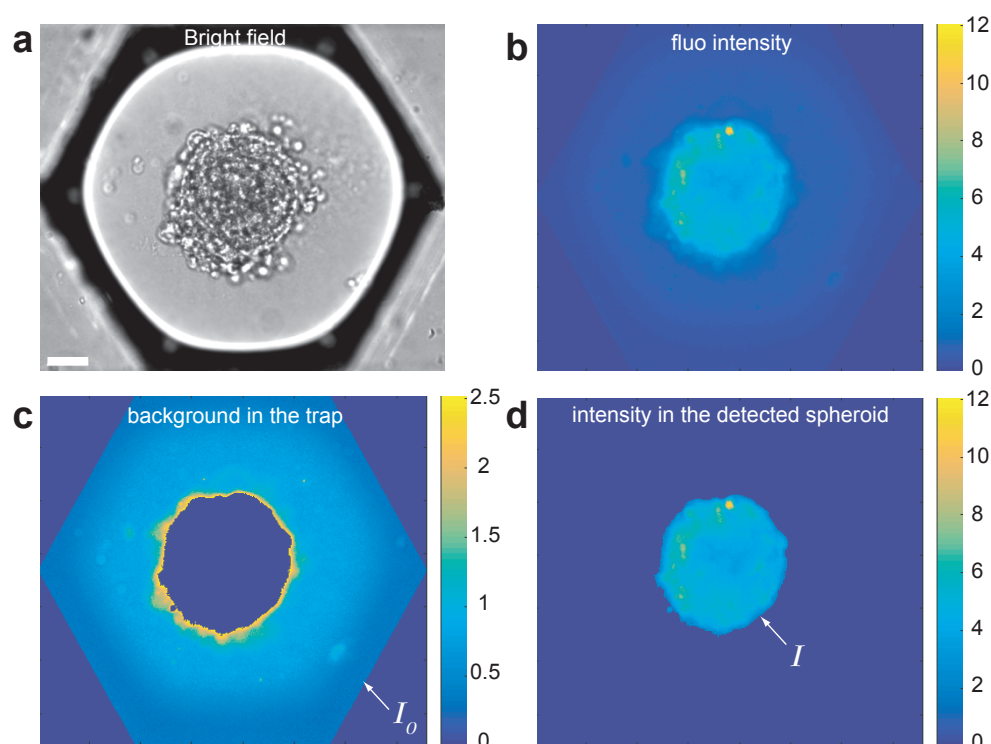 a
Bright field
b
fluo intensity
12
10
8
6
4
2
0
c
background in the trap
2.5
2
1.5
1
0.5
0
I0
d
intensity in the detected spheroid
12
10
8
6
4
2
0
I